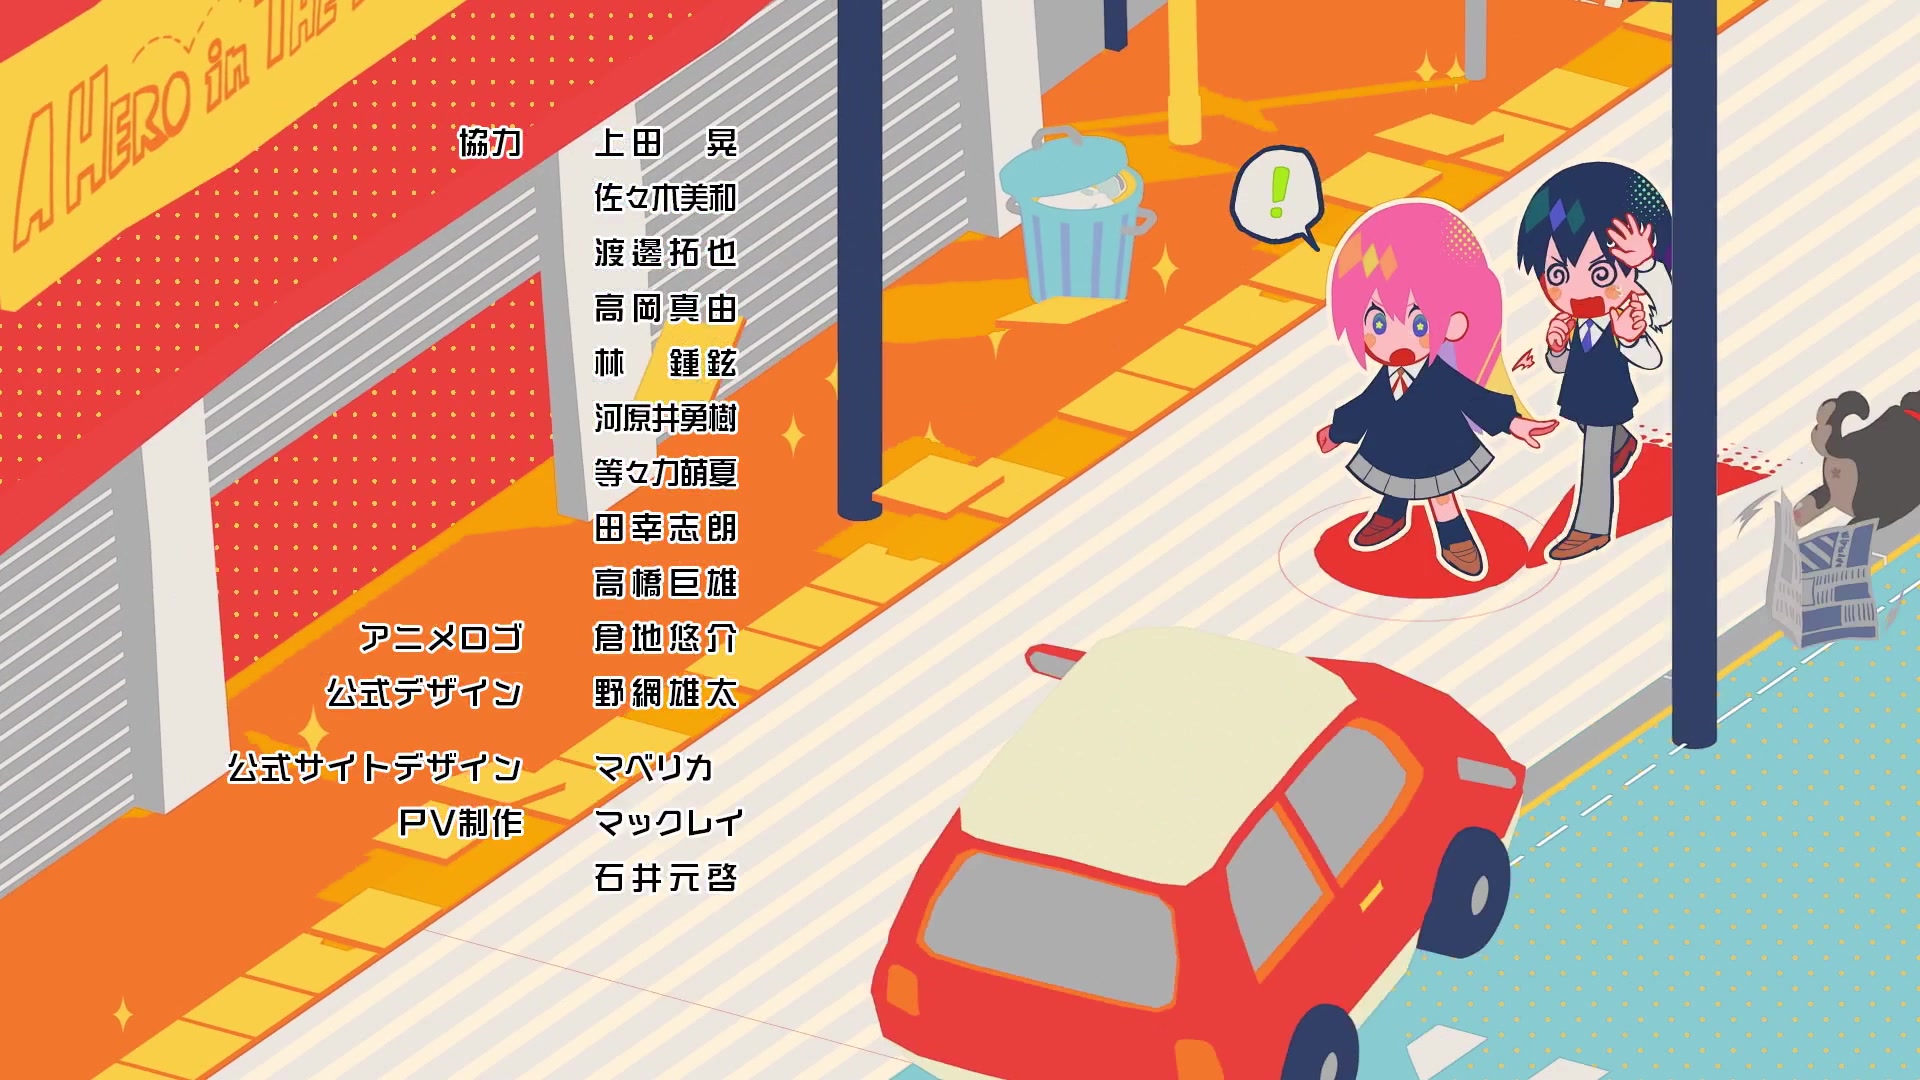 A HERO in THE
協力 上田 晃
佐々木美和
渡邊拓也
高岡真由
林 鍾鉉
河原井勇樹
等々力萌夏
田幸志朗
高橋巨雄
アニメロゴ 倉地悠介
公式デザイン 野網雄太
公式サイトデザイン マベリカ
PV制作 マックレイ
石井元啓
!